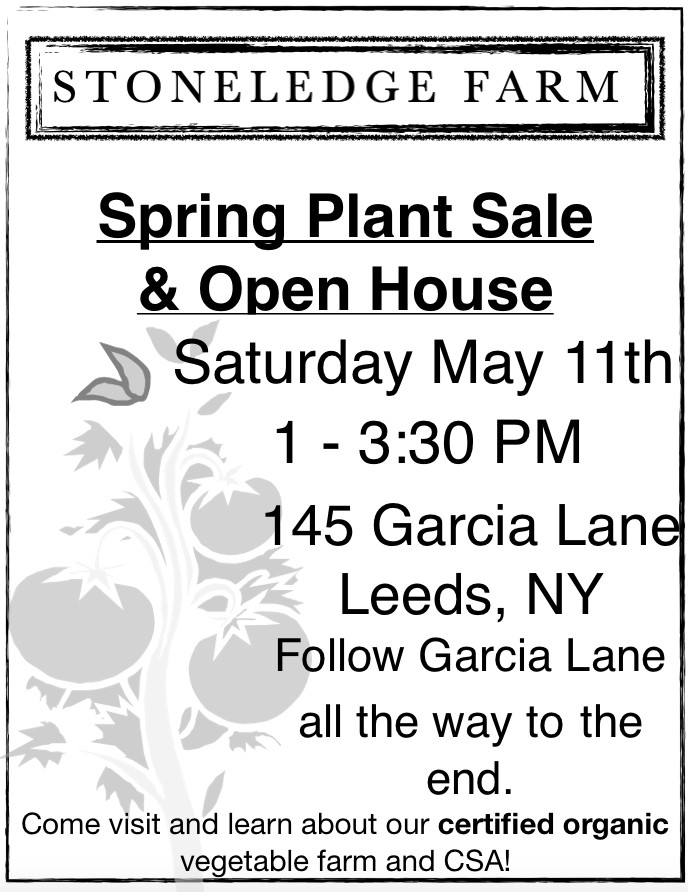 STONELEDGE FARM
Spring Plant Sale
& Open House
Saturday May 11th
1 - 3:30 PM
145 Garcia Lane
Leeds, NY
Follow Garcia Lane
all the way to the
end.
Come visit and learn about our certified organic
vegetable farm and CSA!